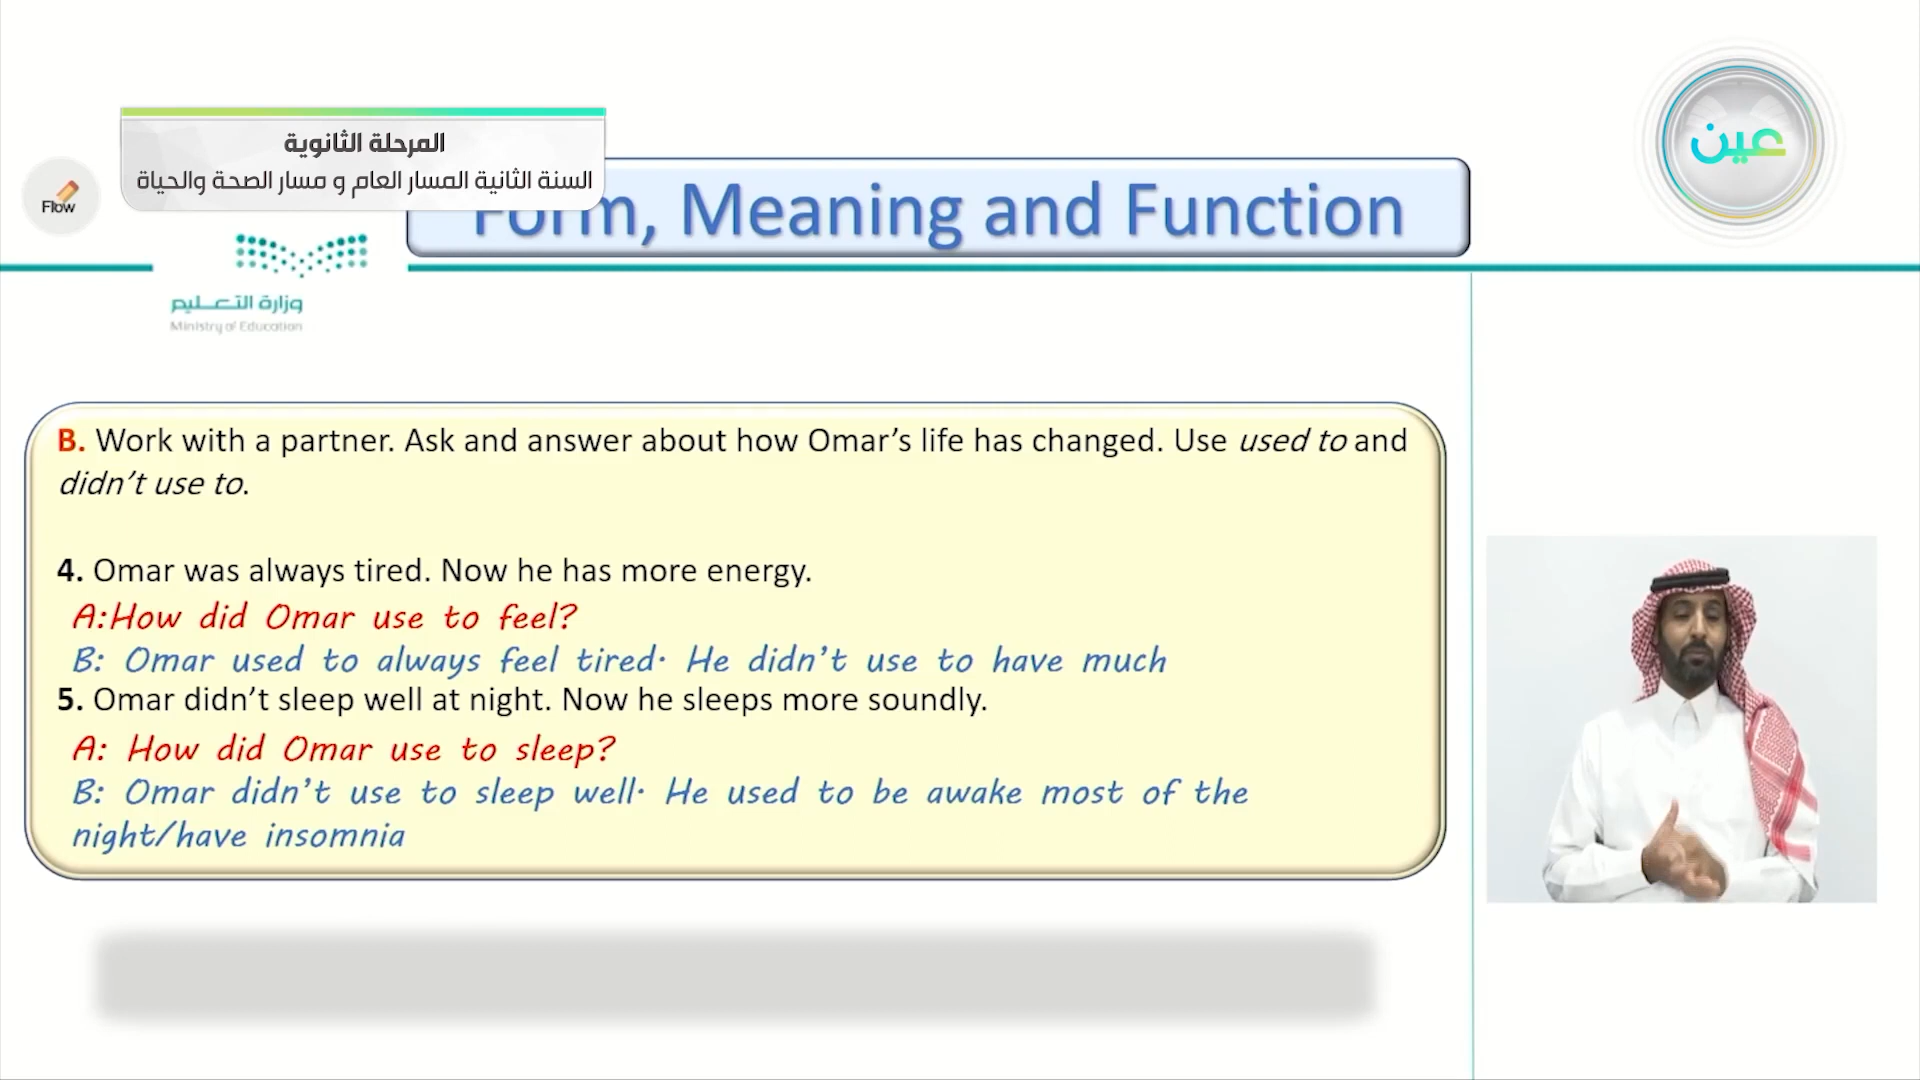 المرحلة الثانوية
السنة الثانية المسار العام و مسار الصحة والحياة
عين
Flow
Form, Meaning and Function
وزارة التعليم
Ministry of Education
B. Work with a partner. Ask and answer about how Omar’s life has changed. Use used to and
didn’t use to.
4. Omar was always tired. Now he has more energy.
A:How did Omar use to feel?
B: Omar used to always feel tired. He didn’t use to have much
5. Omar didn’t sleep well at night. Now he sleeps more soundly.
A: How did Omar use to sleep?
B: Omar didn’t use to sleep well. He used to be awake most of the
night/have insomnia